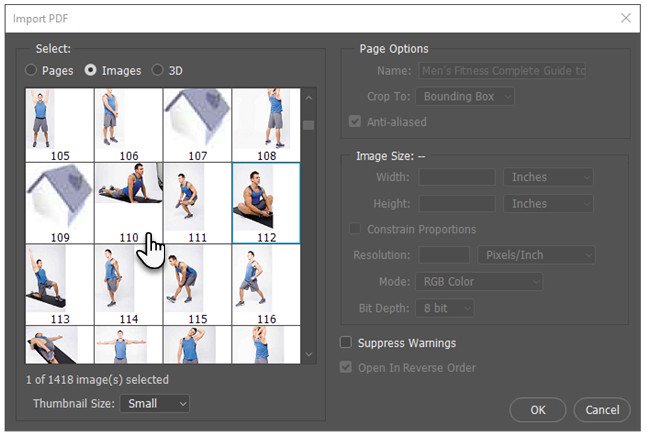 Import PDF
Select:
Pages
Images
3D
105
106
107
108
109
110
111
112
113
114
115
116
1 of 1418 image(s) selected
Thumbnail Size: Small
Page Options
Name: Men's Fitness Complete Guide to
Crop To: Bounding Box
Anti-aliased
Image Size: --
Width: Inches
Height: Inches
Constrain Proportions
Resolution: Pixels/Inch
Mode: RGB Color
Bit Depth: 8 bit
Suppress Warnings
Open In Reverse Order
OK
Cancel